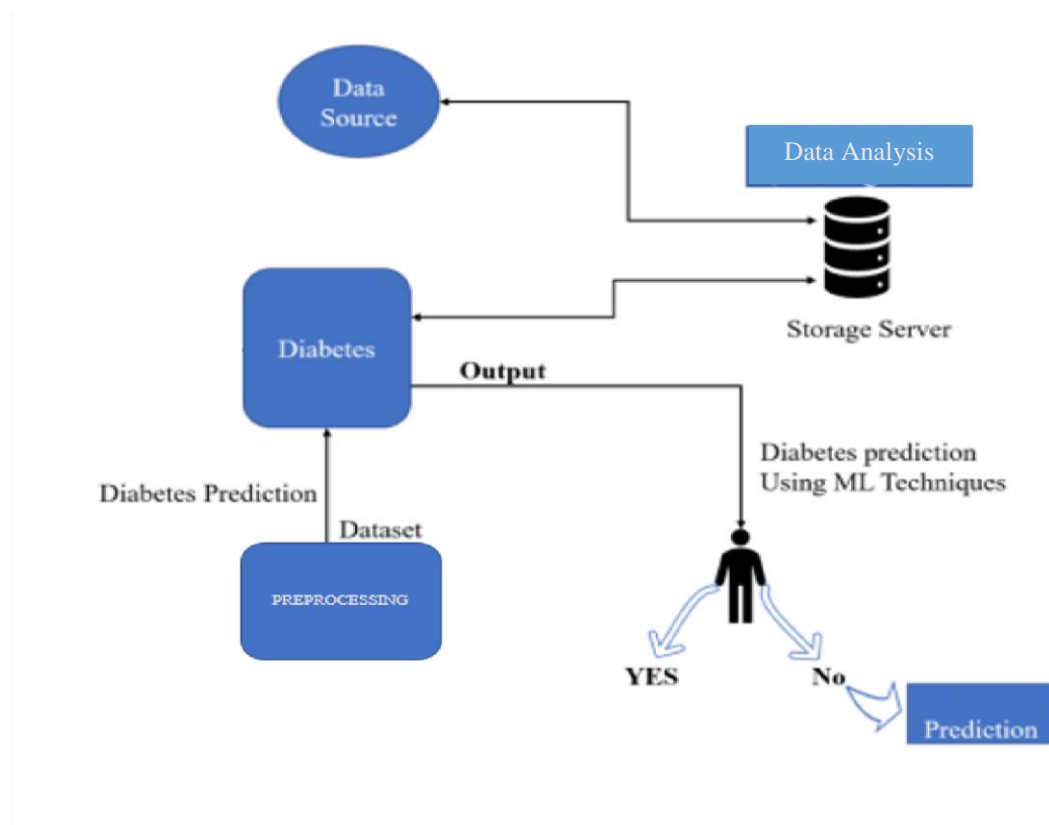 Data
Source
Data Analysis
Storage Server
Diabetes
Output
Diabetes prediction
Using ML Techniques
Diabetes Prediction
Dataset
PREPROCESSING
YES
No
Prediction